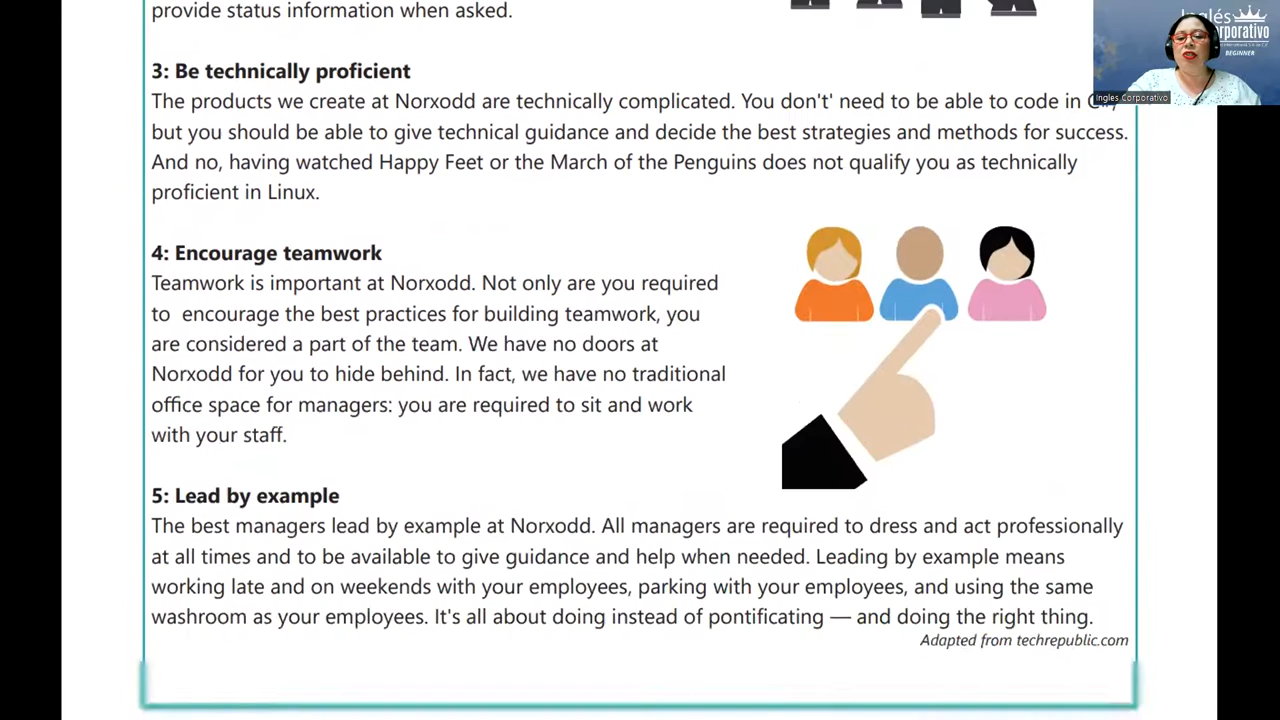 provide status information when asked.
3: Be technically proficient
The products we create at Norxodd are technically complicated. You don't' need to be able to code in
but you should be able to give technical guidance and decide the best strategies and methods for success.
And no, having watched Happy Feet or the March of the Penguins does not qualify you as technically
proficient in Linux.
4: Encourage teamwork
Teamwork is important at Norxodd. Not only are you required
to encourage the best practices for building teamwork, you
are considered a part of the team. We have no doors at
Norxodd for you to hide behind. In fact, we have no traditional
office space for managers: you are required to sit and work
with your staff.
5: Lead by example
The best managers lead by example at Norxodd. All managers are required to dress and act professionally
at all times and to be available to give guidance and help when needed. Leading by example means
working late and on weekends with your employees, parking with your employees, and using the same
washroom as your employees. It's all about doing instead of pontificating — and doing the right thing.
Adapted from techrepublic.com
BEGINNER
Ingles Corporativo